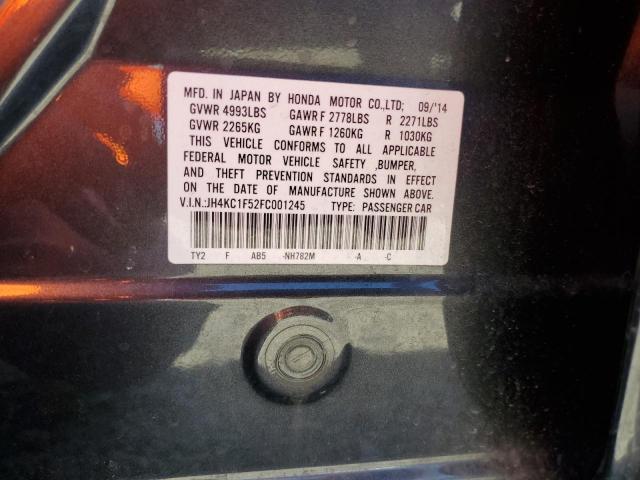 MFD. IN JAPAN BY HONDA MOTOR CO.,LTD; 09/'14
GVWR 4993LBS GAWR F 2778LBS R 2271LBS
GVWR 2265KG GAWR F 1260KG R 1030KG
THIS VEHICLE CONFORMS TO ALL APPLICABLE
FEDERAL MOTOR VEHICLE SAFETY ,BUMPER,
AND THEFT PREVENTION STANDARDS IN EFFECT
ON THE DATE OF MANUFACTURE SHOWN ABOVE.
V.I.N.:JH4KC1F52FC001245 TYPE: PASSENGER CAR
TY2 F AB5 -NH782M -A -C